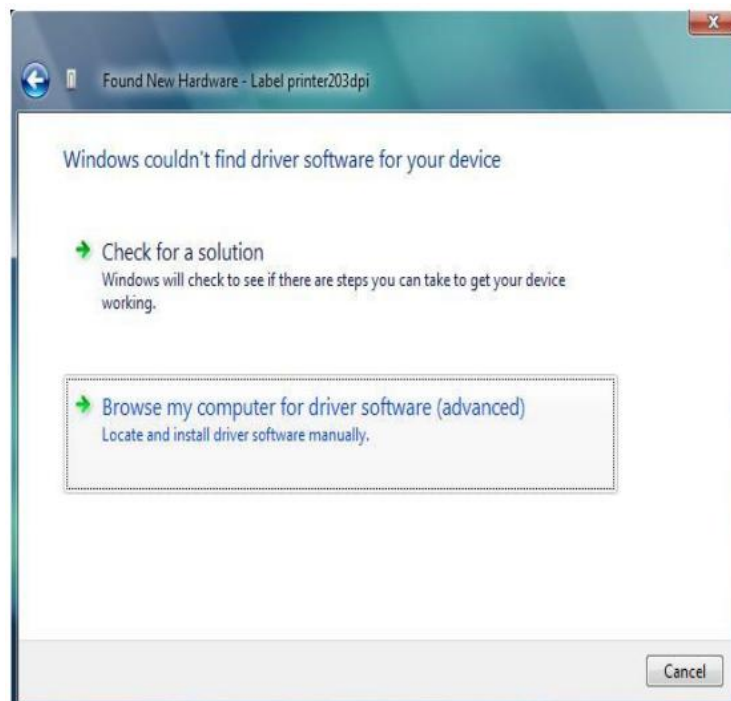 X
Found New Hardware - Label printer203dpi
Windows couldn't find driver software for your device
Check for a solution
Windows will check to see if there are steps you can take to get your device
working.
Browse my computer for driver software (advanced)
Locate and install driver software manually.
Cancel